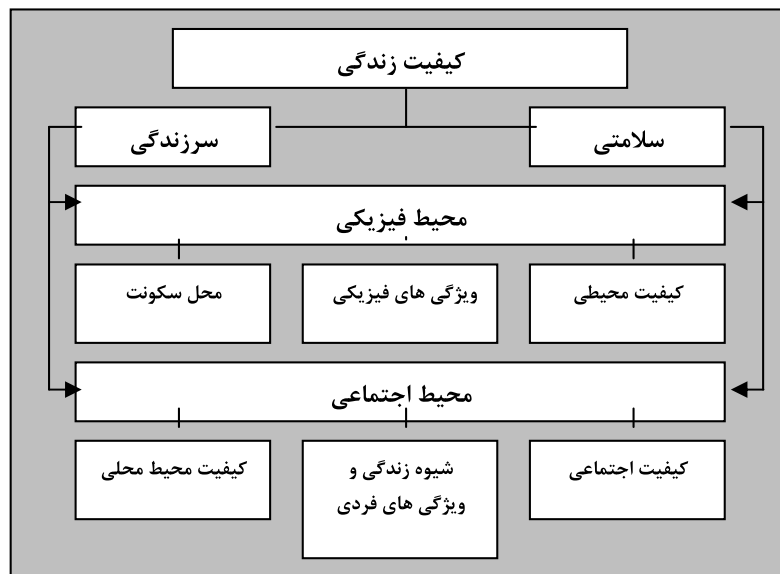 کیفیت زندگی
سلامتی
سرزندگی
محیط فیزیکی
کیفیت محیطی
ویژگی های فیزیکی
محل سکونت
محیط اجتماعی
کیفیت اجتماعی
شیوه زندگی و
ویژگی های فردی
کیفیت محیط محلی